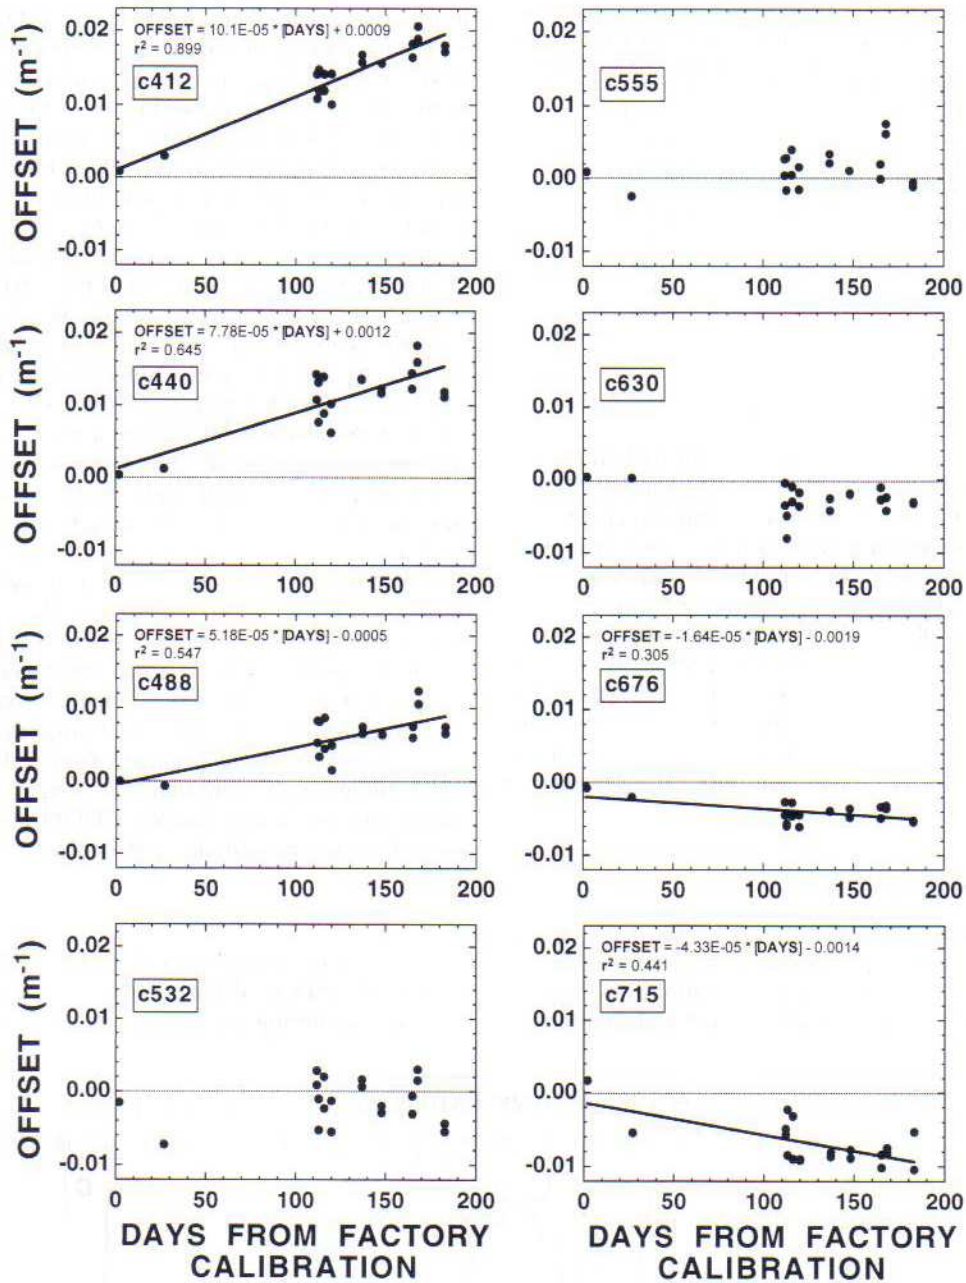 OFFSET (m⁻¹)
0.02
0.01
0.00
-0.01
OFFSET = 10.1E-05 * [DAYS] + 0.0009
r² = 0.899
c412
0 50 100 150 200
0.02
0.01
0.00
-0.01
c555
0 50 100 150 200
OFFSET (m⁻¹)
0.02
0.01
0.00
-0.01
OFFSET = 7.78E-05 * [DAYS] + 0.0012
r² = 0.645
c440
0 50 100 150 200
0.02
0.01
0.00
-0.01
c630
0 50 100 150 200
OFFSET (m⁻¹)
0.02
0.01
0.00
-0.01
OFFSET = 5.18E-05 * [DAYS] - 0.0005
r² = 0.547
c488
0 50 100 150 200
0.02
0.01
0.00
-0.01
OFFSET = -1.64E-05 * [DAYS] - 0.0019
r² = 0.305
c676
0 50 100 150 200
OFFSET (m⁻¹)
0.02
0.01
0.00
-0.01
c532
0 50 100 150 200
DAYS FROM FACTORY
CALIBRATION
0.02
0.01
0.00
-0.01
OFFSET = -4.33E-05 * [DAYS] - 0.0014
r² = 0.441
c715
0 50 100 150 200
DAYS FROM FACTORY
CALIBRATION